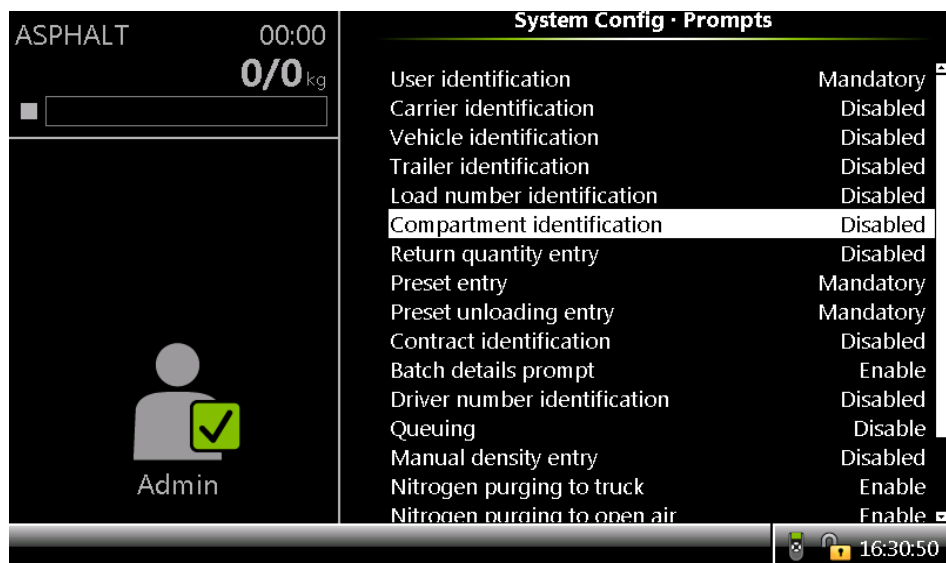 ASPHALT 00:00
0/0 kg
Admin
System Config · Prompts
User identification Mandatory
Carrier identification Disabled
Vehicle identification Disabled
Trailer identification Disabled
Load number identification Disabled
Compartment identification Disabled
Return quantity entry Disabled
Preset entry Mandatory
Preset unloading entry Mandatory
Contract identification Disabled
Batch details prompt Enable
Driver number identification Disabled
Queuing Disable
Manual density entry Disabled
Nitrogen purging to truck Enable
Nitrogen purging to open air Enable
16:30:50